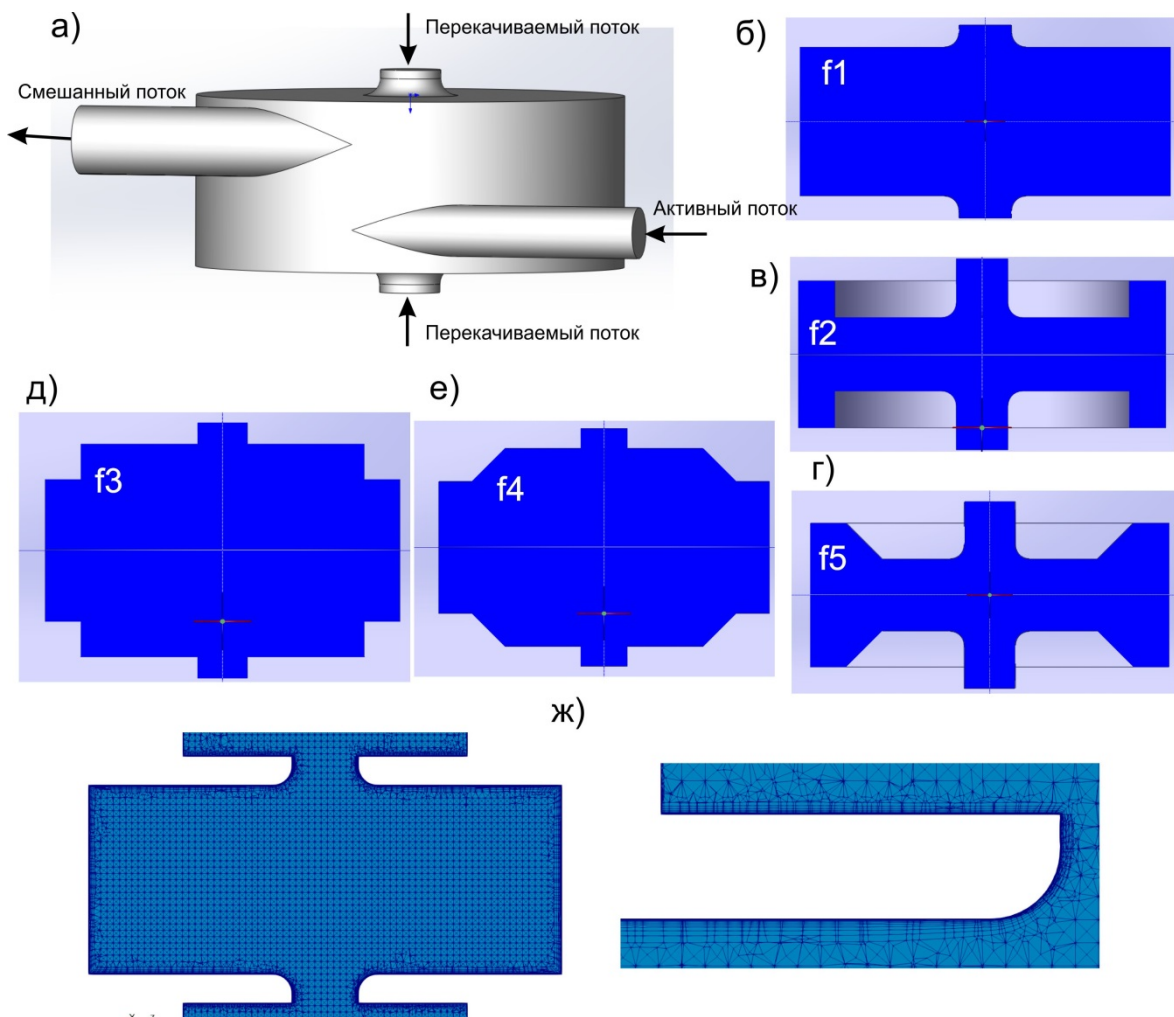 а)
Перекачиваемый поток
Смешанный поток
Активный поток
Перекачиваемый поток
б)
f1
в)
f2
д)
f3
е)
f4
г)
f5
ж)